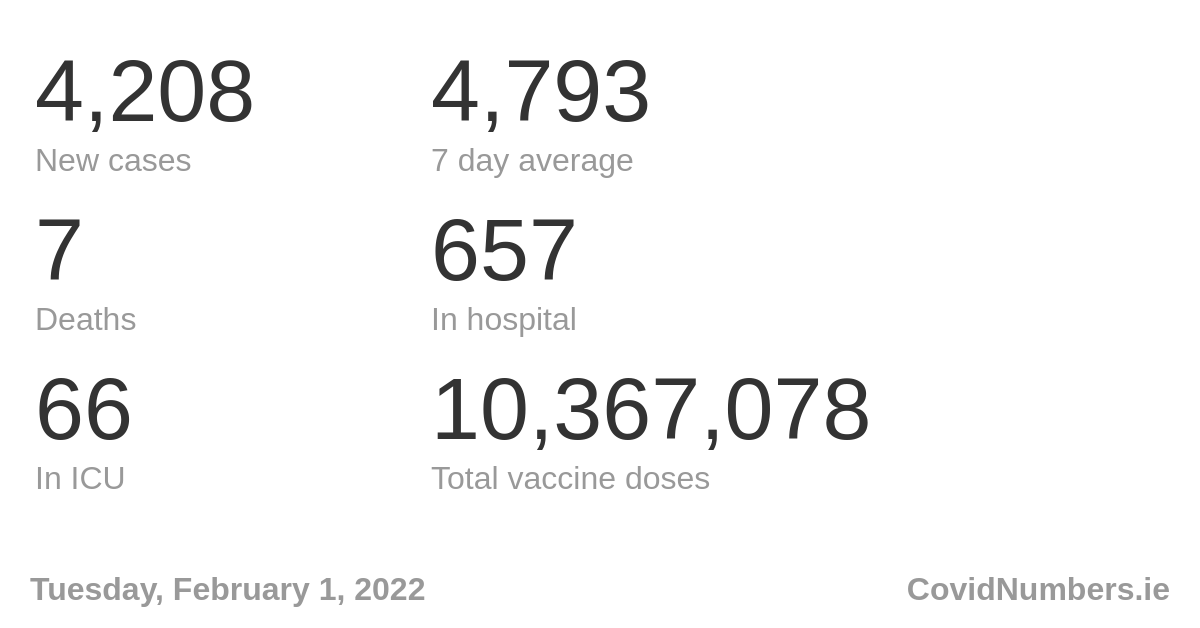 4,208 4,793
New cases 7 day average
7 657
Deaths In hospital
66 10,367,078
In ICU Total vaccine doses
Tuesday, February 1, 2022 CovidNumbers.ie